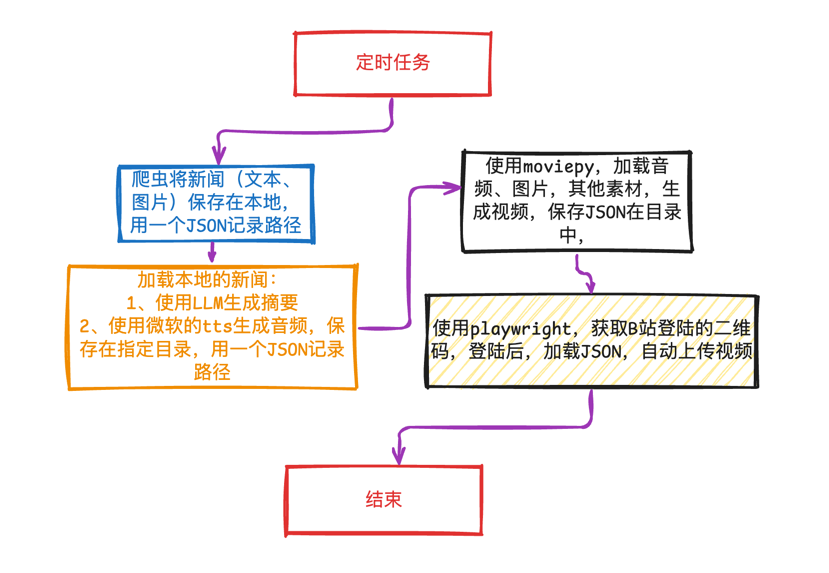 定时任务
爬虫将新闻（文本、
图片）保存在本地，
用一个JSON记录路径
加载本地的新闻：
1、使用LLM生成摘要
2、使用微软的tts生成音频，保
存在指定目录，用一个JSON记录
路径
使用moviepy，加载音
频、图片，其他素材，生
成视频，保存JSON在目录
中，
使用playwright，获取B站登陆的二维
码，登陆后，加载JSON，自动上传视频
结束